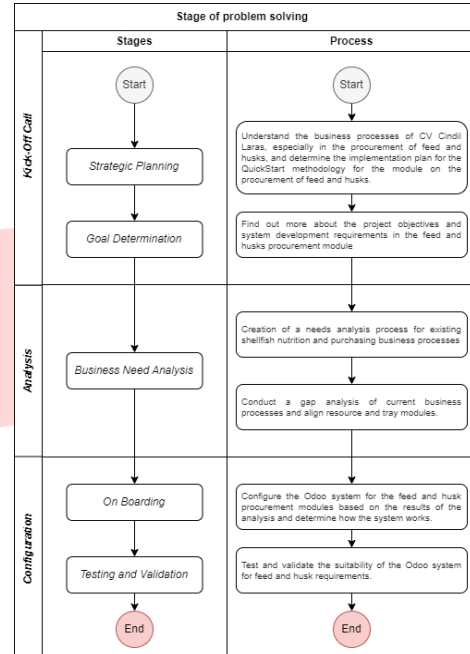 Stage of problem solving
Stages
Process
Kick-Off Call
Start
Start
Strategic Planning
Understand the business processes of CV Cindil
Laras, especially in the procurement of feed and
husks, and determine the implementation plan for the
QuickStart methodology for the module on the
procurement of feed and husks.
Goal Determination
Find out more about the project objectives and
system development requirements in the feed and
husks procurement module
Analysis
Business Need Analysis
Creation of a needs analysis process for existing
shellfish nutrition and purchasing business processes
Conduct a gap analysis of current business
processes and align resource and tray modules.
Configuration
On Boarding
Configure the Odoo system for the feed and husk
procurement modules based on the results of the
analysis and determine how the system works.
Testing and Validation
Test and validate the suitability of the Odoo system
for feed and husk requirements.
End
End